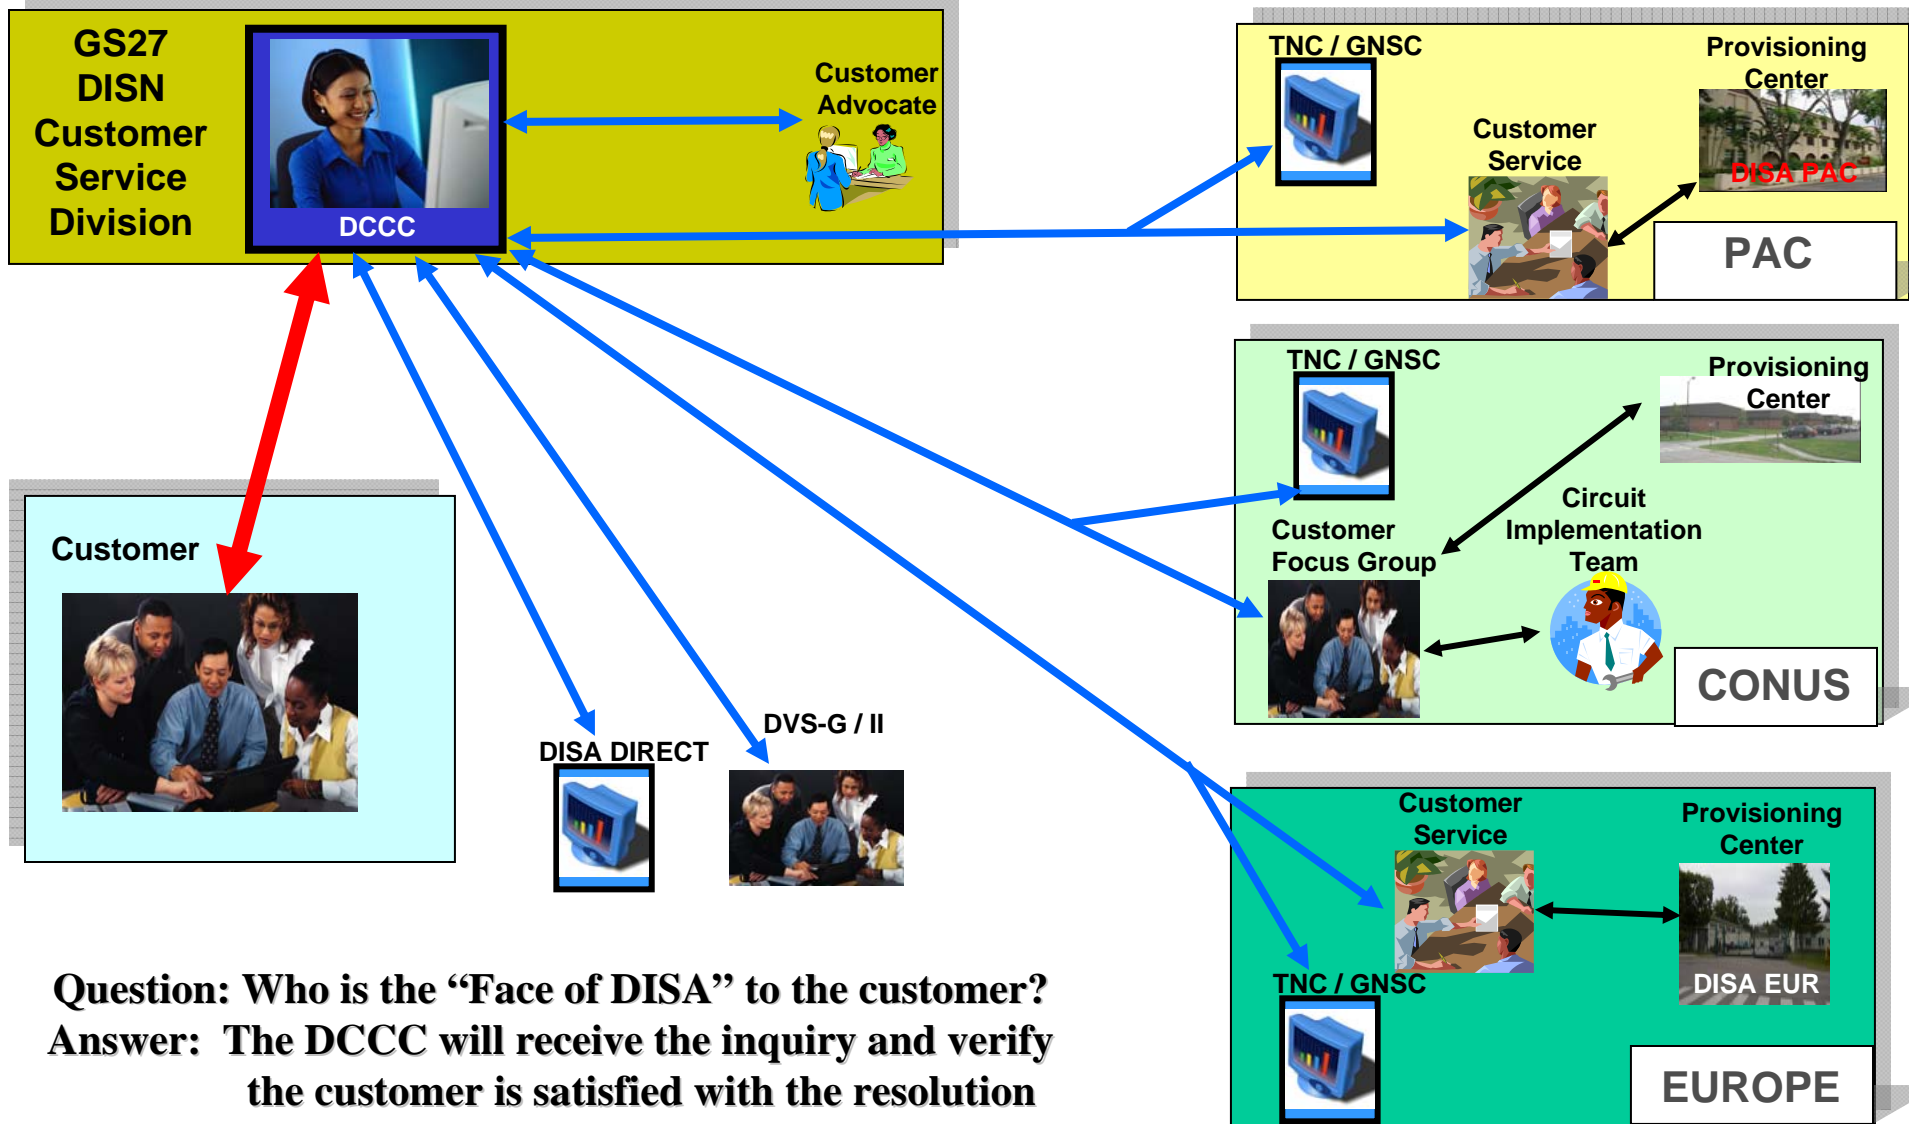 GS27
DISN
Customer
Service
Division
DCCC
Customer
Advocate
TNC / GNSC
Customer
Service
Provisioning
Center
DISA PAC
PAC
TNC / GNSC
Provisioning
Center
Customer
Focus Group
Circuit
Implementation
Team
CONUS
Customer
DISA DIRECT
DVS-G / II
Customer
Service
Provisioning
Center
DISA EUR
TNC / GNSC
EUROPE
Question: Who is the “Face of DISA” to the customer?
Answer: The DCCC will receive the inquiry and verify
the customer is satisfied with the resolution